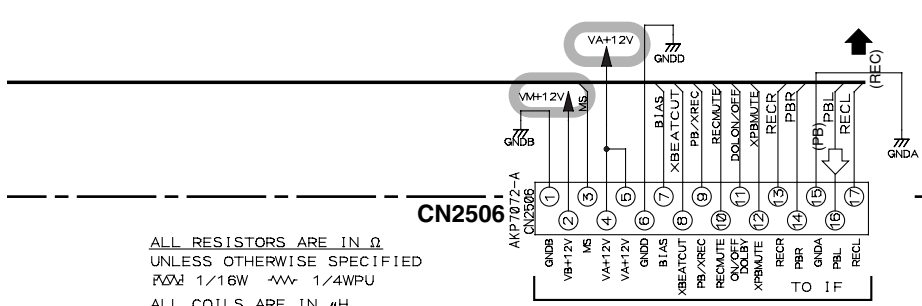 VA+12V
GNDD
(REC)
VM+12V
MS
GNDB
BIAS
XBEATCUT
PB/XREC
RECMUTE
DOLON/OFF
XPBMUTE
RECR
PBR
(PB)
PBL
RECL
GNDA
AKP7072-A
CN2506
CN2506
1
2
3
4
5
6
7
8
9
10
11
12
13
14
15
16
17
GNDB
VB+12V
MS
VA+12V
VA+12V
GNDD
BIAS
XBEATCUT
PB/XREC
RECMUTE
ON/OFF
DOLBY
XPBMUTE
RECR
PBR
GNDA
PBL
RECL
TO IF
ALL RESISTORS ARE IN Ω
UNLESS OTHERWISE SPECIFIED
1/16W 1/4WPU
ALL COILS ARE IN μH